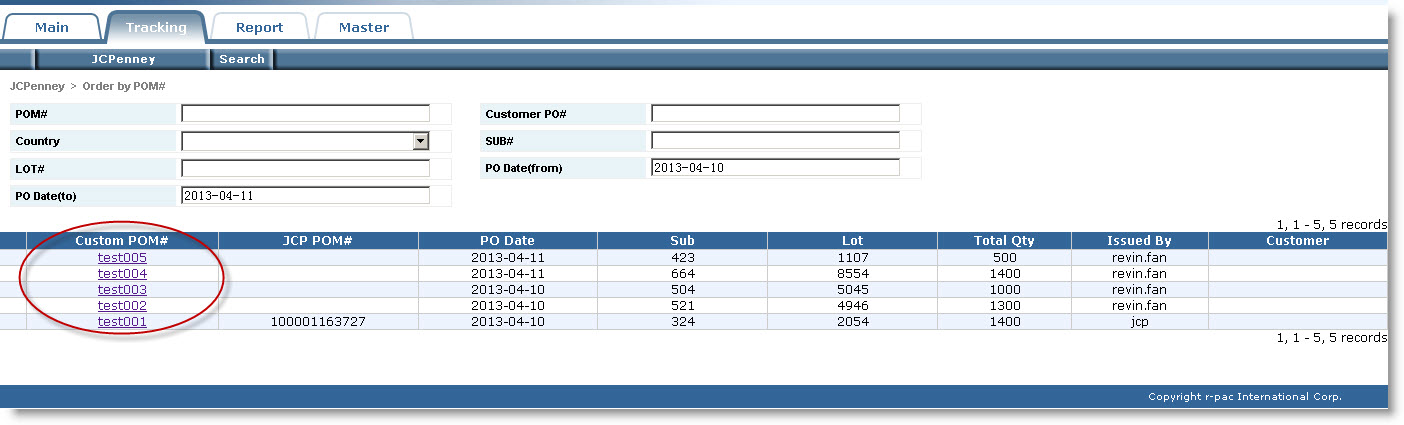 Main Tracking Report Master
JCPenney Search
JCPenney > Order by POM#
POM# Customer PO#
Country SUB#
LOT# PO Date(from) 2013-04-10
PO Date(to) 2013-04-11
1, 1 - 5, 5 records
Custom POM# JCP POM# PO Date Sub Lot Total Qty Issued By Customer
test005 2013-04-11 423 1107 500 revin.fan
test004 2013-04-11 664 8554 1400 revin.fan
test003 2013-04-10 504 5045 1000 revin.fan
test002 2013-04-10 521 4946 1300 revin.fan
test001 100001163727 2013-04-10 324 2054 1400 jcp
1, 1 - 5, 5 records
Copyright r-pac International Corp.